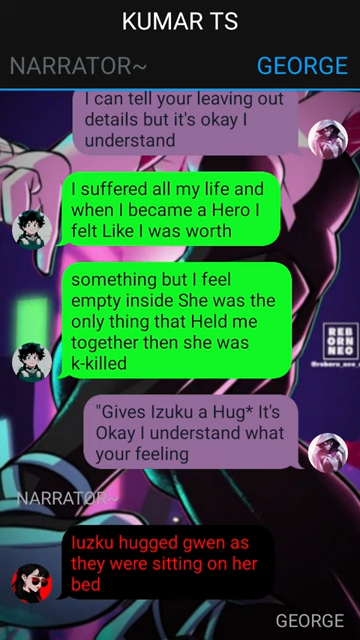 KUMAR TS
NARRATOR~ GEORGE
I can tell your leaving out
details but it's okay I
understand
I suffered all my life and
when I became a Hero I
felt Like I was worth
something but I feel
empty inside She was the
only thing that Held me
together then she was
k-killed
REB
ORN
NEO
@reborn_neo_
"Gives Izuku a Hug* It's
Okay I understand what
your feeling
NARRATOR~
Iuzku hugged gwen as
they were sitting on her
bed
GEORGE